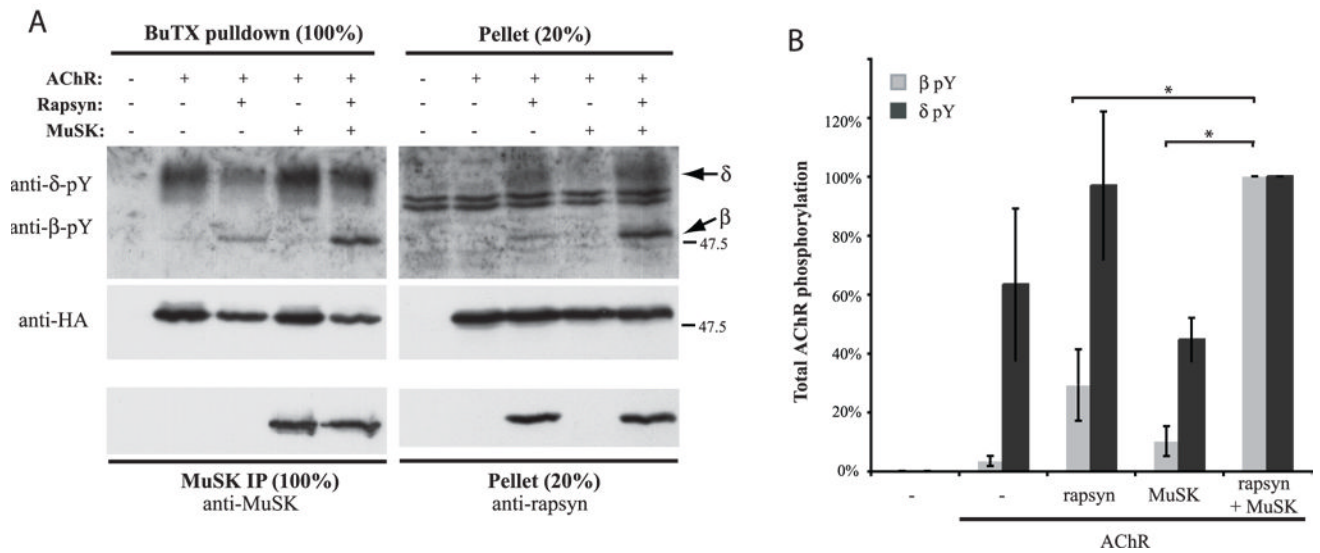 A
BuTX pulldown (100%)
Pellet (20%)
AChR: - + + + + - + + + +
Rapsyn: - - + - + - - + - +
MuSK: - - - + + - - - + +
anti-δ-pY
δ
anti-β-pY
β
47.5
anti-HA
47.5
MuSK IP (100%)
anti-MuSK
Pellet (20%)
anti-rapsyn
B
β pY
δ pY
*
*
Total AChR phosphorylation
120%
100%
80%
60%
40%
20%
0%
- - rapsyn MuSK rapsyn
+ MuSK
AChR